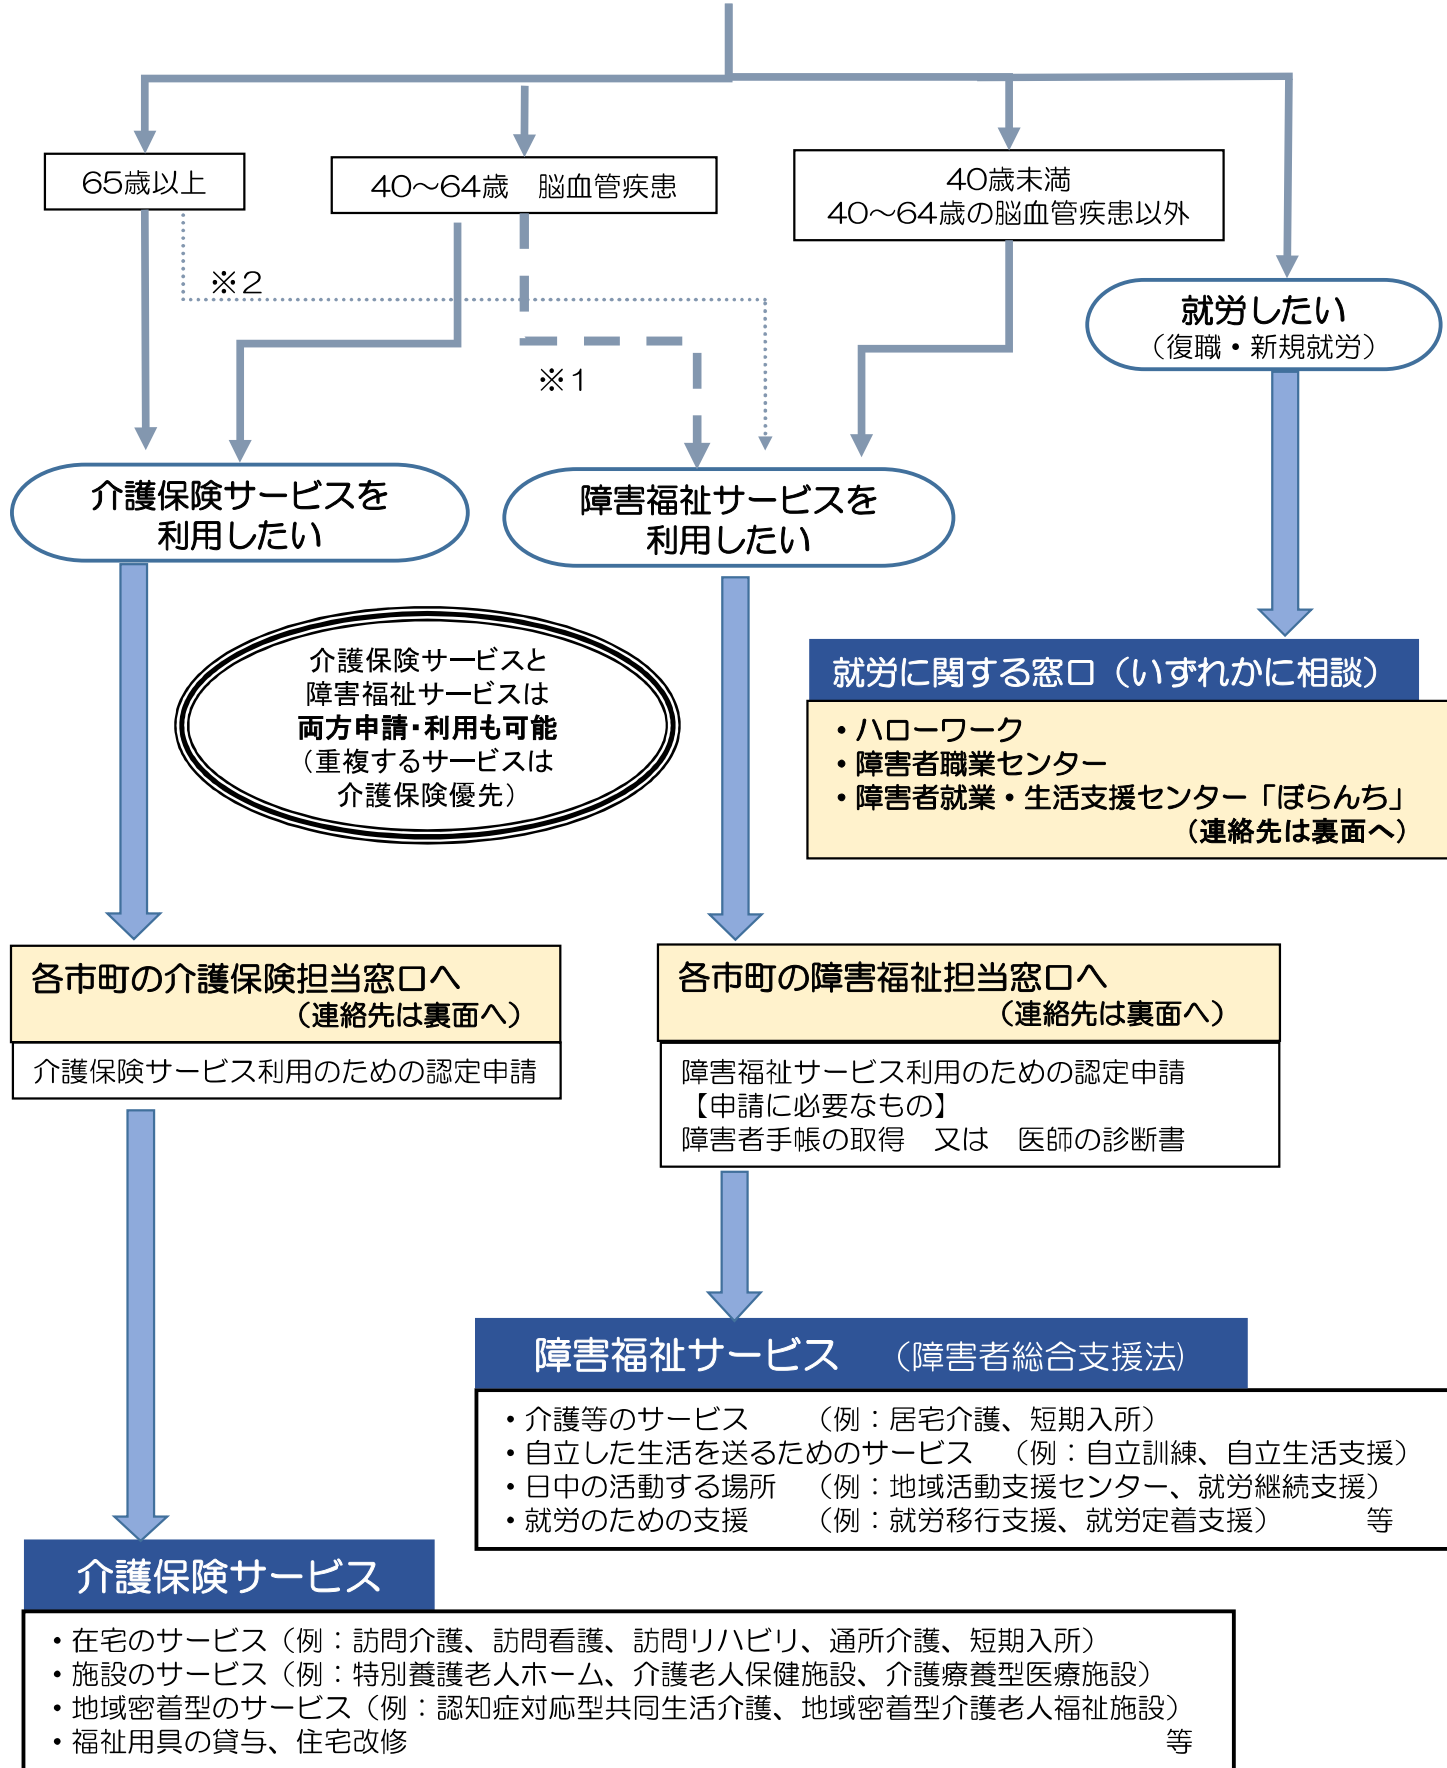 65歳以上
40～64歳　脳血管疾患
40歳未満
40～64歳の脳血管疾患以外
※2
※1
就労したい
（復職・新規就労）
介護保険サービスを
利用したい
障害福祉サービスを
利用したい
介護保険サービスと
障害福祉サービスは
両方申請・利用も可能
（重複するサービスは
介護保険優先）
就労に関する窓口（いずれかに相談）
・ハローワーク
・障害者職業センター
・障害者就業・生活支援センター「ぼらんち」
（連絡先は裏面へ）
各市町の介護保険担当窓口へ
（連絡先は裏面へ）
介護保険サービス利用のための認定申請
各市町の障害福祉担当窓口へ
（連絡先は裏面へ）
障害福祉サービス利用のための認定申請
【申請に必要なもの】
障害者手帳の取得　又は　医師の診断書
障害福祉サービス　（障害者総合支援法)
・介護等のサービス　　（例：居宅介護、短期入所）
・自立した生活を送るためのサービス　（例：自立訓練、自立生活支援）
・日中の活動する場所　（例：地域活動支援センター、就労継続支援）
・就労のための支援　　（例：就労移行支援、就労定着支援）　　　等
介護保険サービス
・在宅のサービス（例：訪問介護、訪問看護、訪問リハビリ、通所介護、短期入所）
・施設のサービス（例：特別養護老人ホーム、介護老人保健施設、介護療養型医療施設）
・地域密着型のサービス（例：認知症対応型共同生活介護、地域密着型介護老人福祉施設）
・福祉用具の貸与、住宅改修　　　等